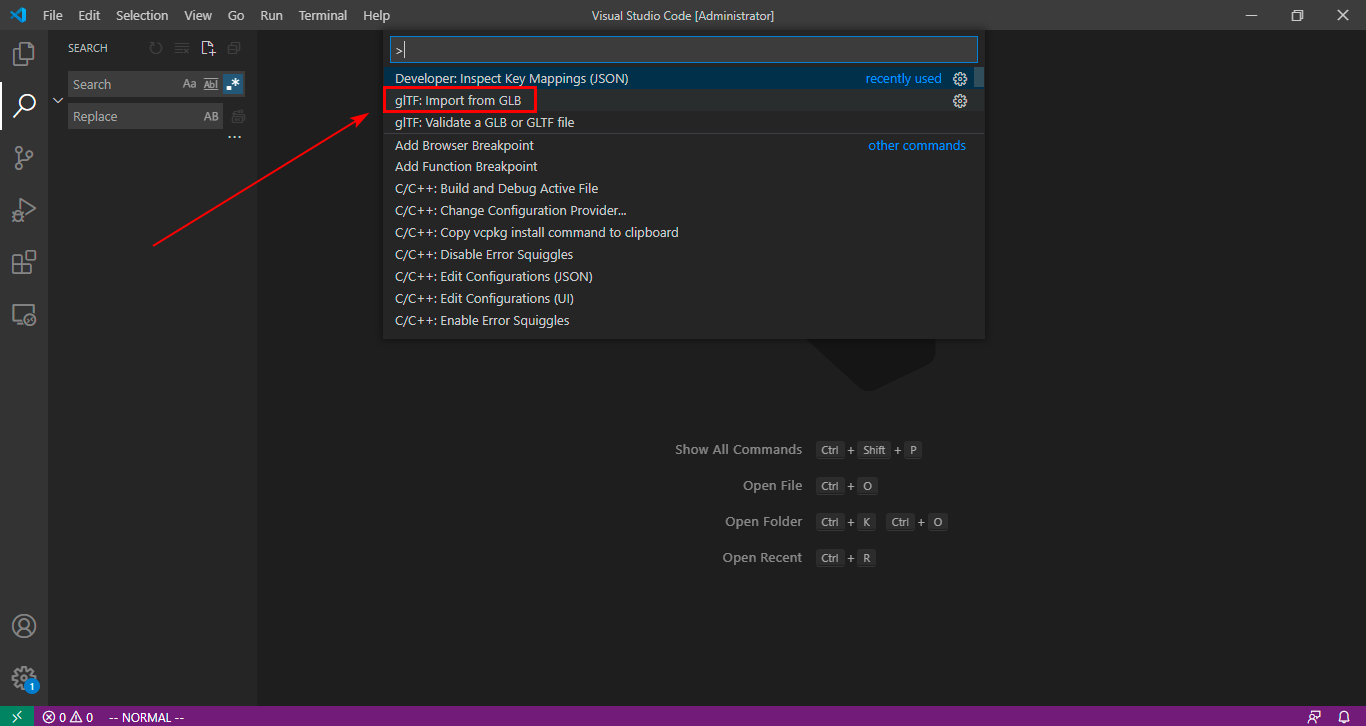 File Edit Selection View Go Run Terminal Help Visual Studio Code [Administrator]
SEARCH
Search Aa Abl .*
Replace AB
>
Developer: Inspect Key Mappings (JSON) recently used
glTF: Import from GLB
glTF: Validate a GLB or GLTF file
Add Browser Breakpoint other commands
Add Function Breakpoint
C/C++: Build and Debug Active File
C/C++: Change Configuration Provider...
C/C++: Copy vcpkg install command to clipboard
C/C++: Disable Error Squiggles
C/C++: Edit Configurations (JSON)
C/C++: Edit Configurations (UI)
C/C++: Enable Error Squiggles
Show All Commands Ctrl + Shift + P
Open File Ctrl + O
Open Folder Ctrl + K Ctrl + O
Open Recent Ctrl + R
1
0 0 -- NORMAL --